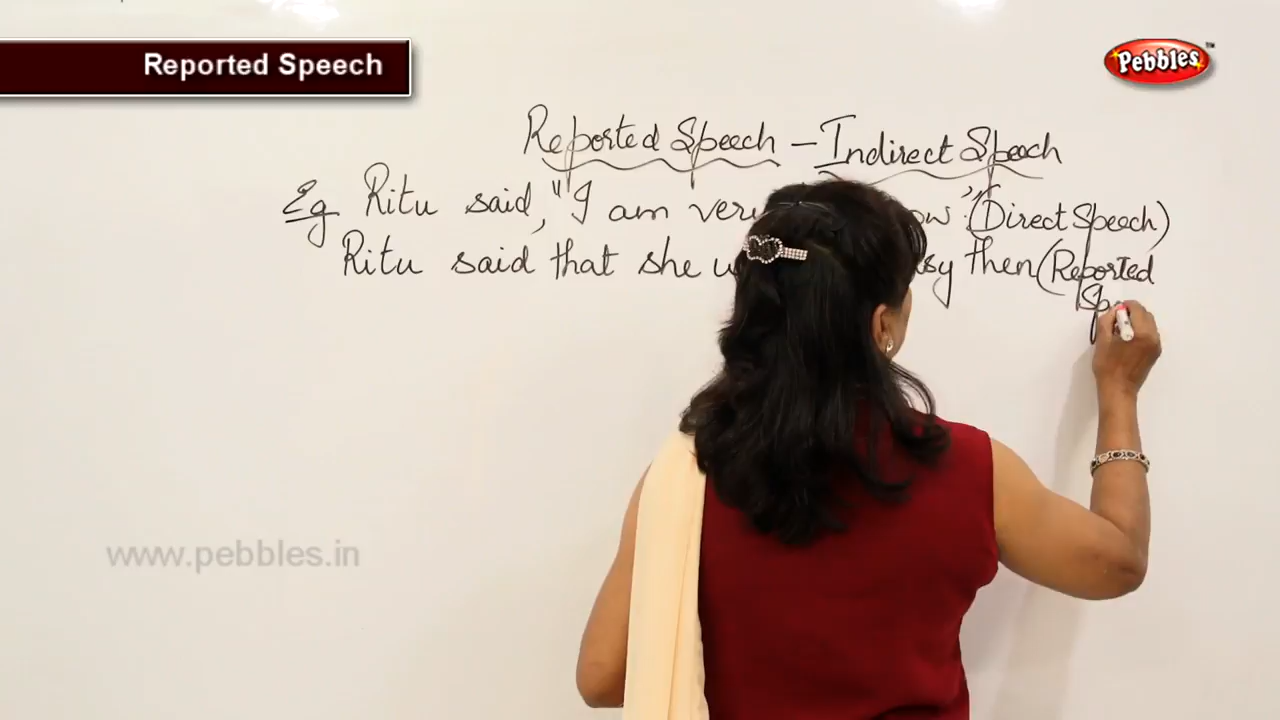 Reported Speech
Pebbles
Reported Speech - Indirect Speech
Eg Ritu said, "I am very ow". (Direct Speech)
Ritu said that she w sy then (Reported
Sp
www.pebbles.in